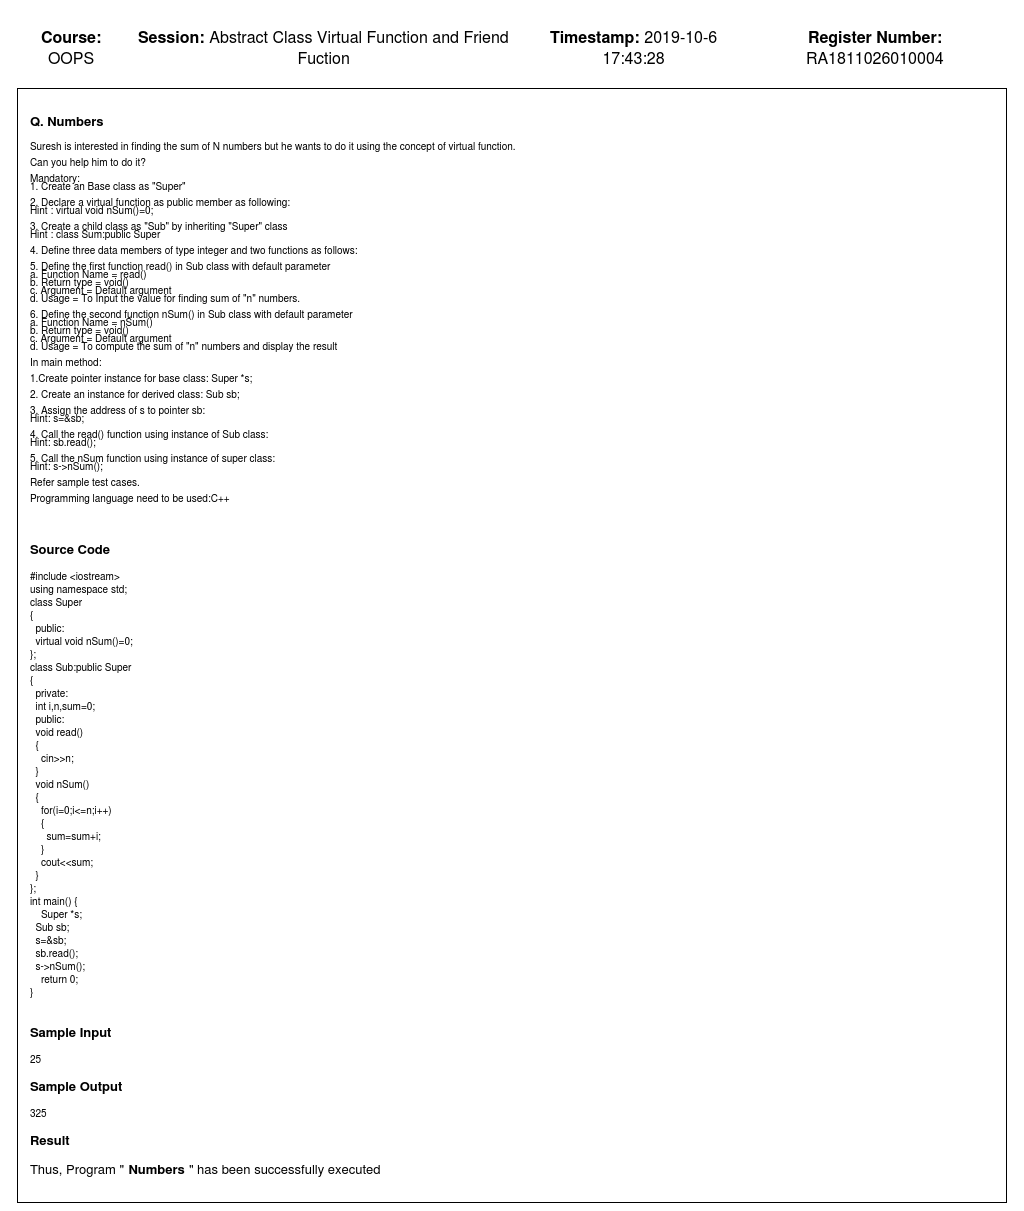 Course: OOPS
Session: Abstract Class Virtual Function and Friend Fuction
Timestamp: 2019-10-6 17:43:28
Register Number: RA1811026010004
Q. Numbers
Suresh is interested in finding the sum of N numbers but he wants to do it using the concept of virtual function.
Can you help him to do it?
Mandatory:
1. Create an Base class as "Super"
2. Declare a virtual function as public member as following:
Hint : virtual void nSum()=0;
3. Create a child class as "Sub" by inheriting "Super" class
Hint : class Sum:public Super
4. Define three data members of type integer and two functions as follows:
5. Define the first function read() in Sub class with default parameter
a. Function Name = read()
b. Return type = void()
c. Argument = Default argument
d. Usage = To Input the value for finding sum of "n" numbers.
6. Define the second function nSum() in Sub class with default parameter
a. Function Name = nSum()
b. Return type = void()
c. Argument = Default argument
d. Usage = To compute the sum of "n" numbers and display the result
In main method:
1.Create pointer instance for base class: Super *s;
2. Create an instance for derived class: Sub sb;
3. Assign the address of s to pointer sb:
Hint: s=&sb;
4. Call the read() function using instance of Sub class:
Hint: sb.read();
5. Call the nSum function using instance of super class:
Hint: s->nSum();
Refer sample test cases.
Programming language need to be used:C++
Source Code
#include <iostream>
using namespace std;
class Super
{
public:
virtual void nSum()=0;
};
class Sub:public Super
{
private:
int i,n,sum=0;
public:
void read()
{
cin>>n;
}
void nSum()
{
for(i=0;i<=n;i++)
{
sum=sum+i;
}
cout<<sum;
}
};
int main() {
Super *s;
Sub sb;
s=&sb;
sb.read();
s->nSum();
return 0;
}
Sample Input
25
Sample Output
325
Result
Thus, Program " Numbers " has been successfully executed